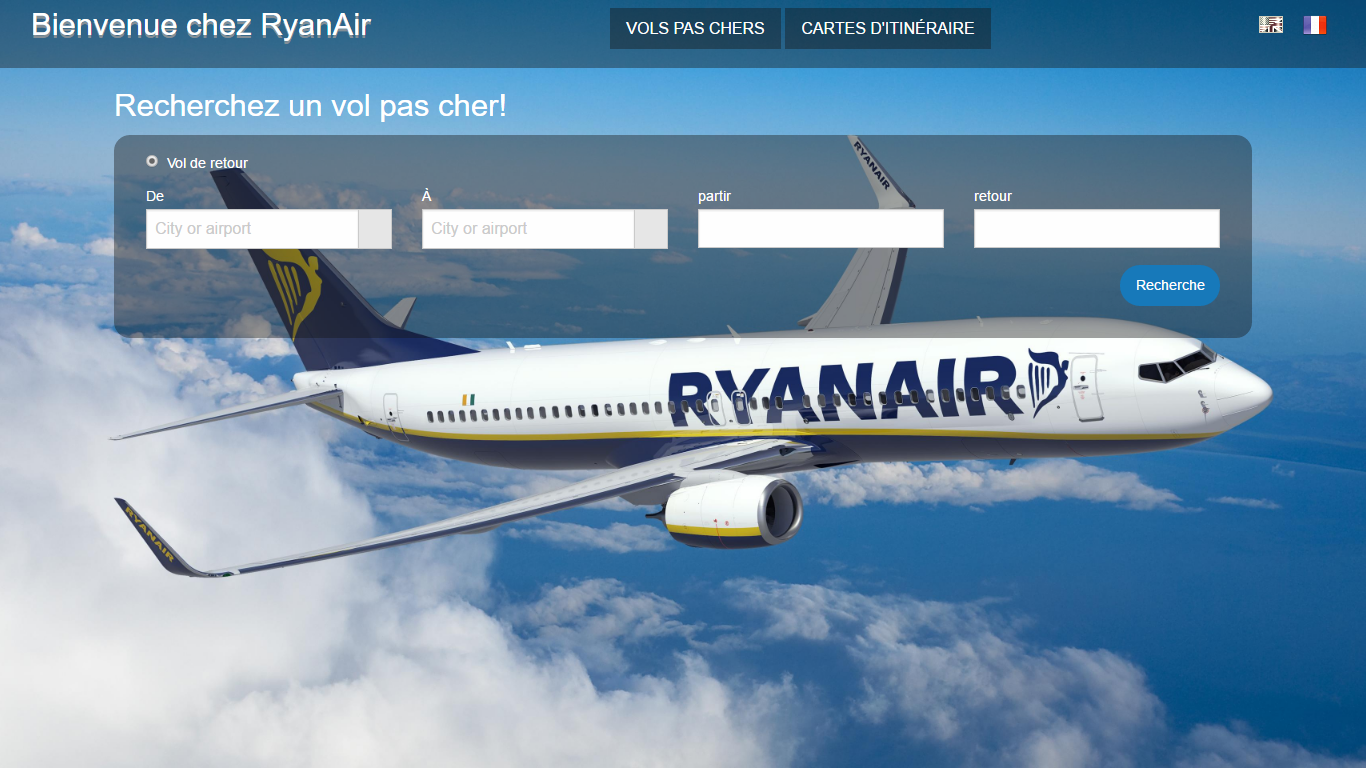 Bienvenue chez RyanAir
VOLS PAS CHERS
CARTES D'ITINÉRAIRE
Recherchez un vol pas cher!
Vol de retour
De
À
partir
retour
City or airport
City or airport
Recherche
RYANAIR
RYANAIR
RYANAIR